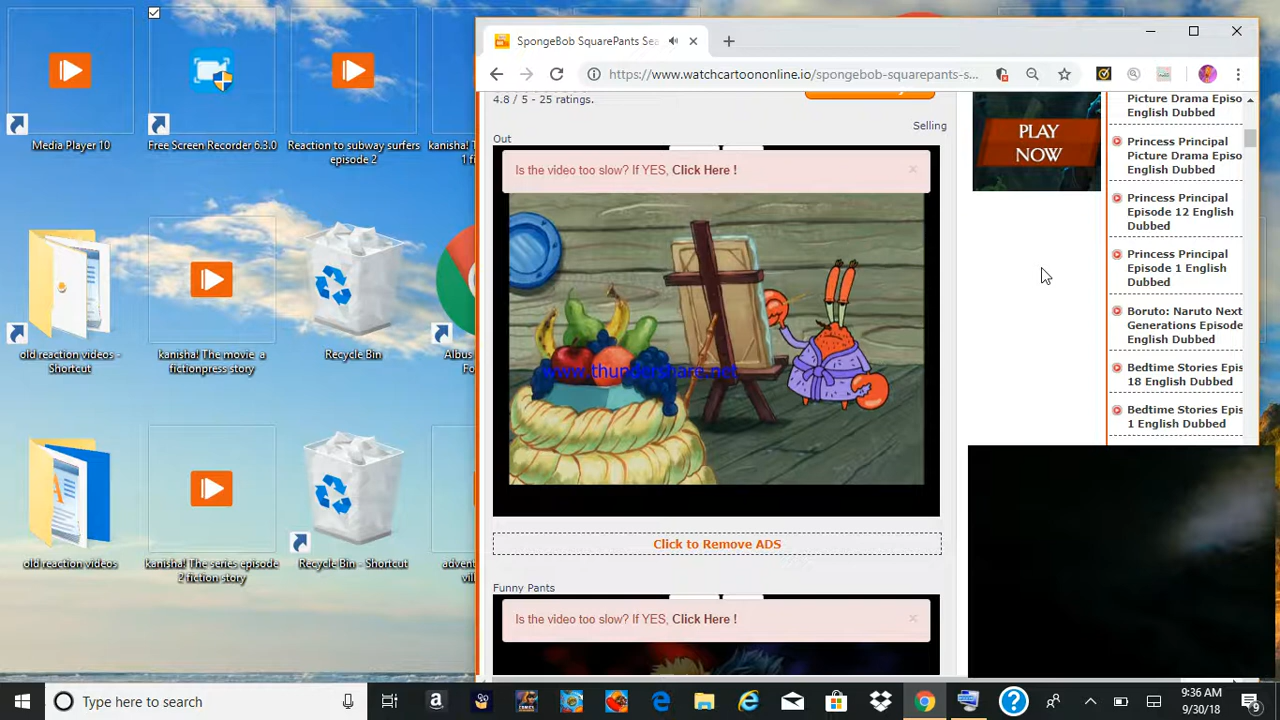 Media Player 10
Free Screen Recorder 6.3.0
Reaction to subway surfers
episode 2
kanisha!
old reaction videos -
Shortcut
kanisha! The movie a
fictionpress story
Recycle Bin
Albus
old reaction videos
kanisha! The series episode
2 fiction story
Recycle Bin - Shortcut
SpongeBob SquarePants Sea
https://www.watchcartoononline.io/spongebob-squarepants-s...
4.8 / 5 - 25 ratings.
Selling
Out
Is the video too slow? If YES, Click Here !
×
www.thundershare.net
Click to Remove ADS
Funny Pants
Is the video too slow? If YES, Click Here !
×
PLAY
NOW
Picture Drama Episo
English Dubbed
Princess Principal
Picture Drama Episo
English Dubbed
Princess Principal
Episode 12 English
Dubbed
Princess Principal
Episode 1 English
Dubbed
Boruto: Naruto Next
Generations Episode
English Dubbed
Bedtime Stories Epis
18 English Dubbed
Bedtime Stories Epis
1 English Dubbed
Type here to search
9:36 AM
9/30/18